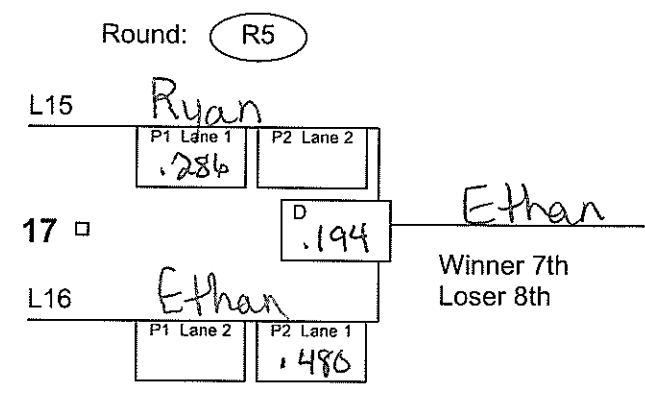 Round: R5
L15 Ryan
P1 Lane 1 P2 Lane 2
.286
17
D
.194
Ethan
Winner 7th
Loser 8th
L16 Ethan
P1 Lane 2 P2 Lane 1
.480